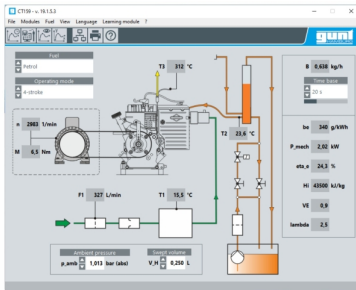 CT159 - v. 19.1.5.3
File Modules Fuel View Language Learning module ?
gunt
Fuel
Petrol
Operating mode
4-stroke
T3 312 °C
B 0,638 kg/h
Time base
20 s
n 2983 1/min
M 6,5 Nm
T2 23,6 °C
be 340 g/kWh
P_mech 2,02 kW
eta_e 24,3 %
Hi 43500 kJ/kg
VE 0,9
lambda 2,5
F1 327 L/min
T1 15,5 °C
Ambient pressure
p_amb 1,013 bar (abs)
Swept volume
V_H 0,250 L